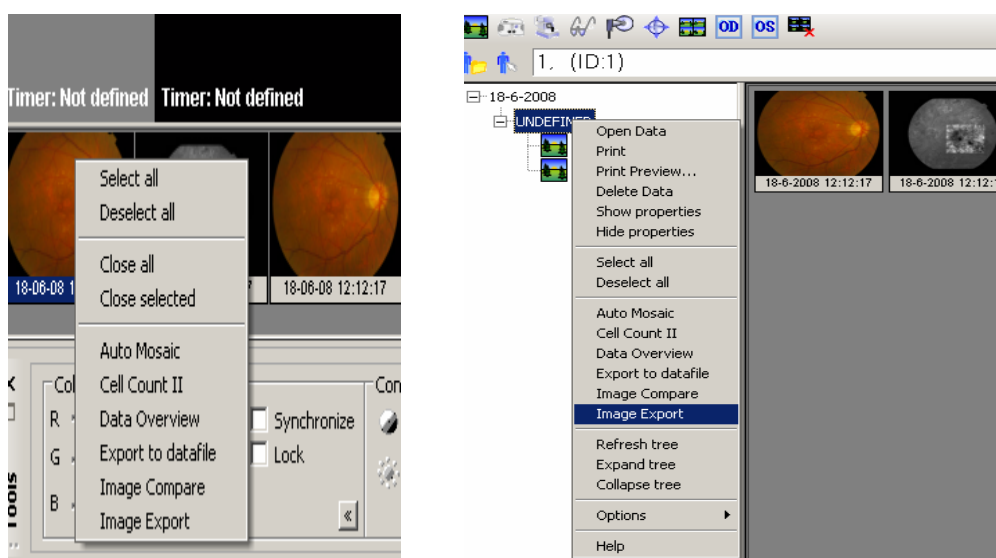 Timer: Not defined Timer: Not defined
Select all
Deselect all
Close all
Close selected
Auto Mosaic
Cell Count II
Data Overview
Export to datafile
Image Compare
Image Export
18-06-08 1
18-06-08 12:12:17
Col
Con
R
Synchronize
G
Lock
B
Tools
OD OS
1, (ID:1)
18-6-2008
UNDEFINED
Open Data
Print
Print Preview...
Delete Data
Show properties
Hide properties
Select all
Deselect all
Auto Mosaic
Cell Count II
Data Overview
Export to datafile
Image Compare
Image Export
Refresh tree
Expand tree
Collapse tree
Options
Help
18-6-2008 12:12:17
18-6-2008 12:12: